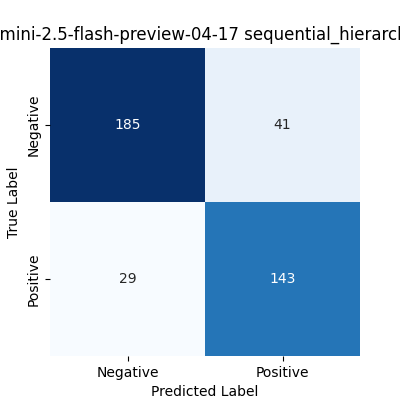 mini-2.5-flash-preview-04-17 sequential_hierarc
True Label
Negative
185
41
Positive
29
143
Negative
Positive
Predicted Label